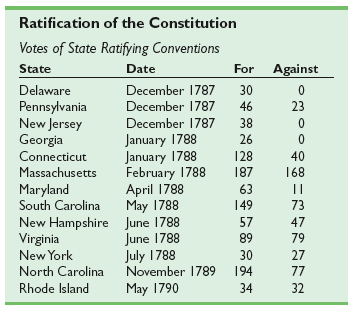 Ratification of the Constitution
Votes of State Ratifying Conventions
State Date For Against
Delaware December 1787 30 0
Pennsylvania December 1787 46 23
New Jersey December 1787 38 0
Georgia January 1788 26 0
Connecticut January 1788 128 40
Massachusetts February 1788 187 168
Maryland April 1788 63 11
South Carolina May 1788 149 73
New Hampshire June 1788 57 47
Virginia June 1788 89 79
New York July 1788 30 27
North Carolina November 1789 194 77
Rhode Island May 1790 34 32